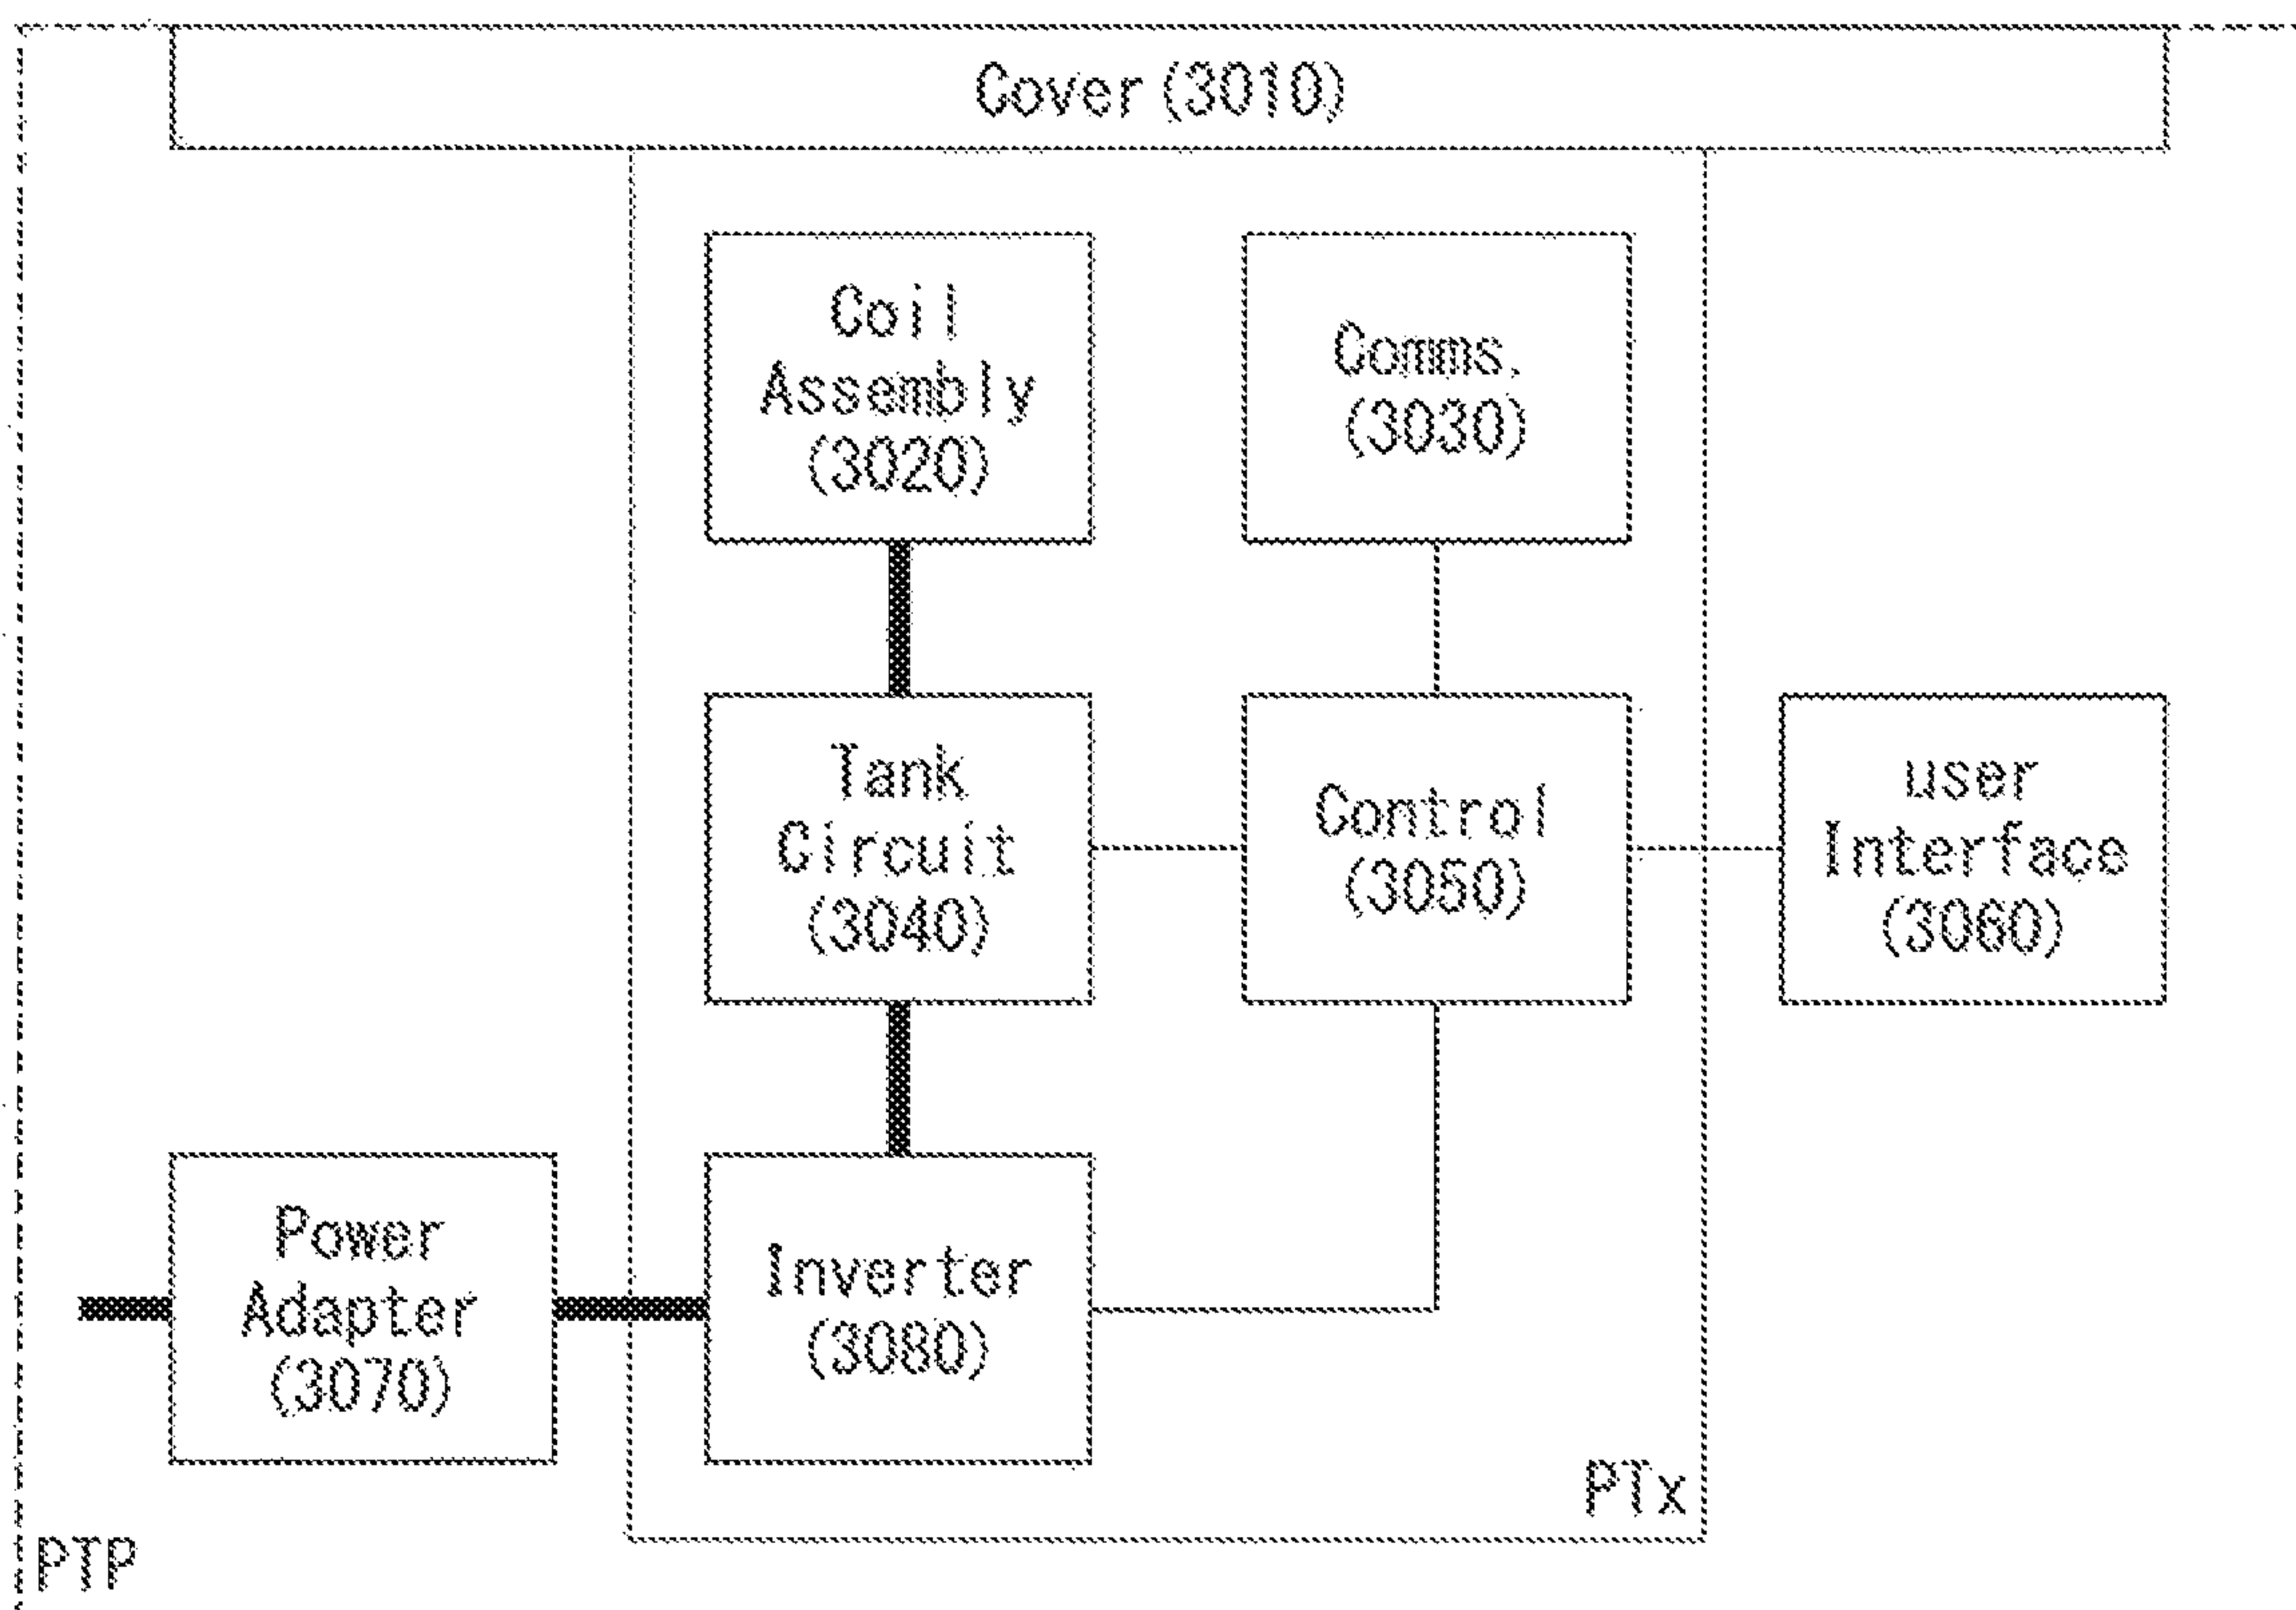 Cover (3010)
Coil
Assembly
(3020)
Comms.
(3030)
Tank
Circuit
(3040)
Control
(3050)
user
Interface
(3060)
Power
Adapter
(3070)
Inverter
(3080)
PTx
PTP